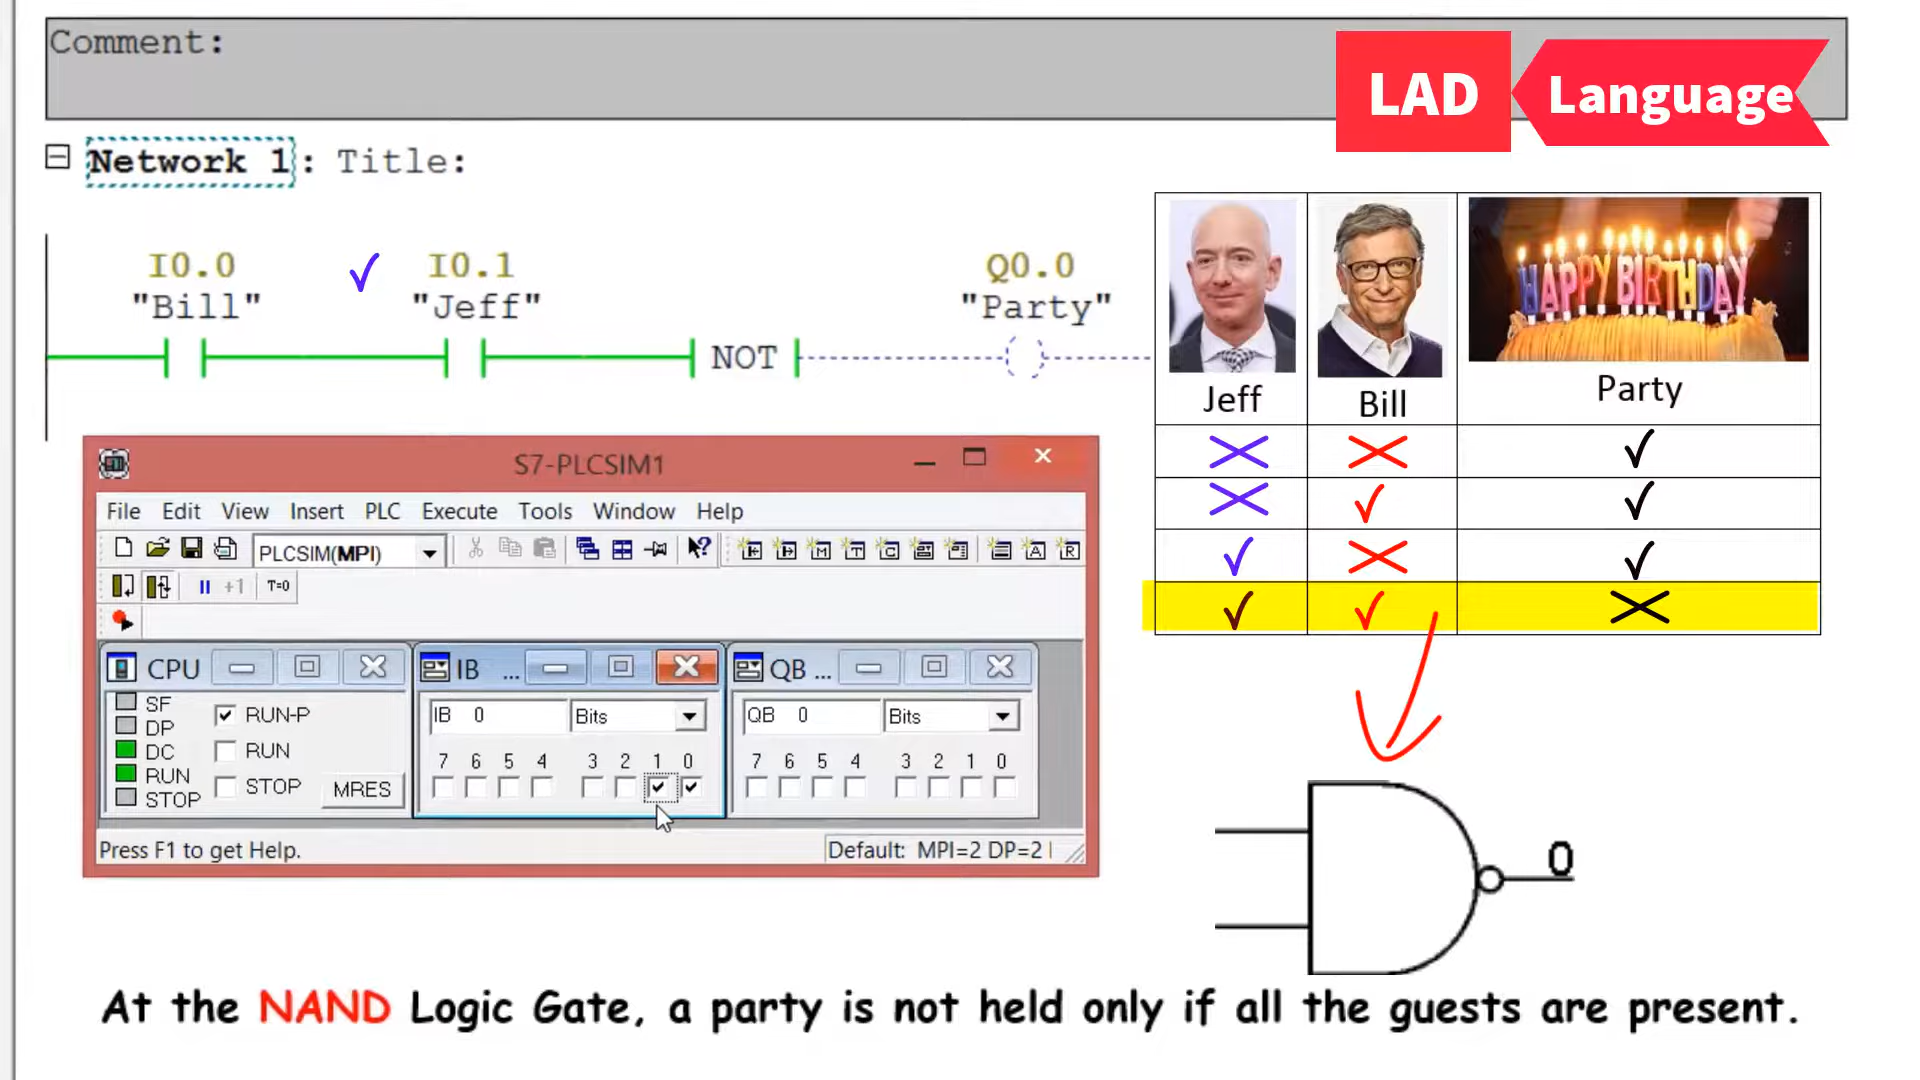 Comment:
LAD Language
Network 1: Title:
I0.0 I0.1 Q0.0
"Bill" "Jeff" "Party"
NOT
HAPPY BIRTHDAY
Jeff Bill Party
S7-PLCSIM1
File Edit View Insert PLC Execute Tools Window Help
PLCSIM(MPI)
+1 T=0
CPU IB ... QB ...
SF
DP
DC
RUN
STOP
RUN-P
RUN
STOP MRES
IB 0 Bits
7 6 5 4 3 2 1 0
QB 0 Bits
7 6 5 4 3 2 1 0
Press F1 to get Help. Default: MPI=2 DP=2
0
At the NAND Logic Gate, a party is not held only if all the guests are present.